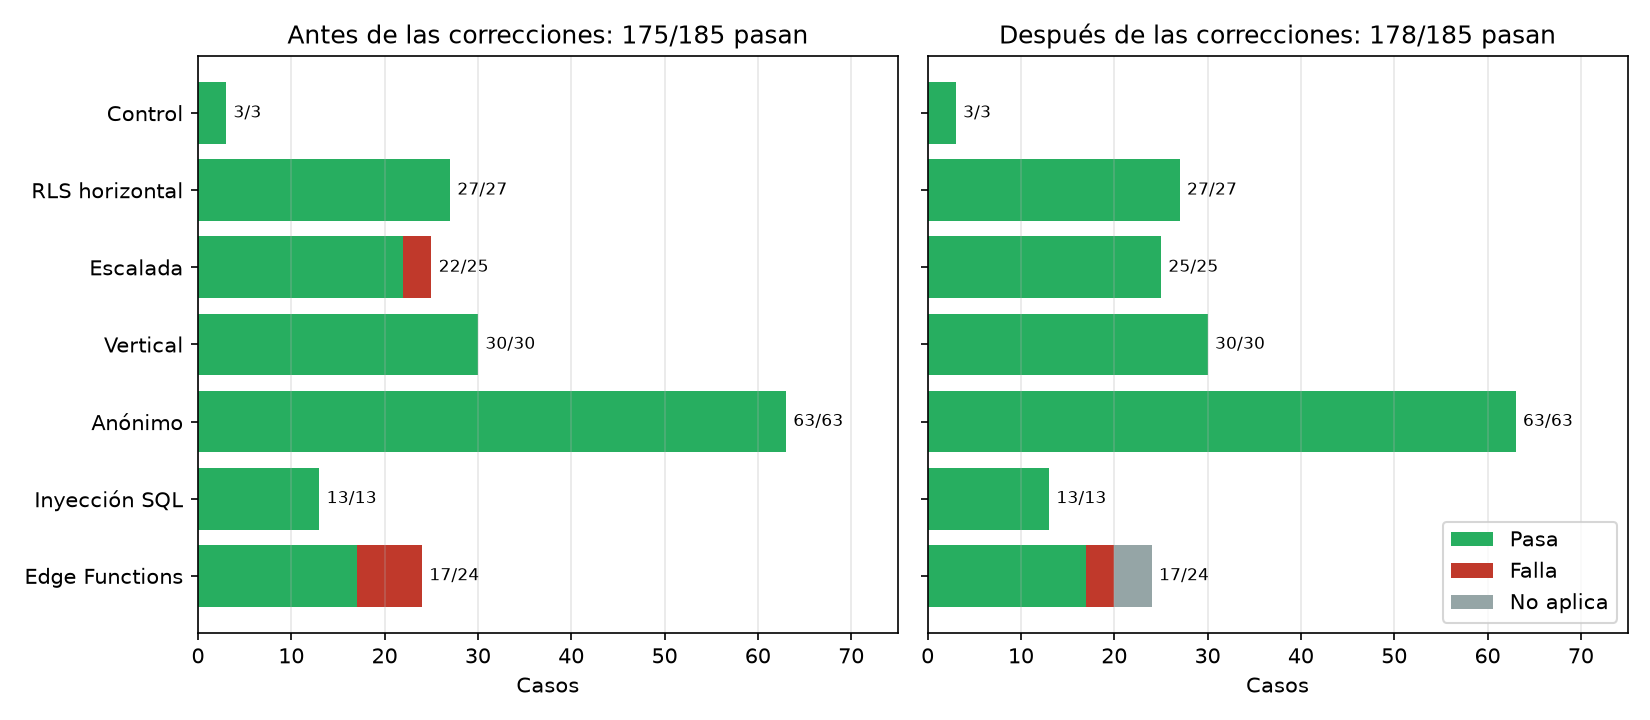 Antes de las correcciones: 175/185 pasan
Control
3/3
RLS horizontal
27/27
Escalada
22/25
Vertical
30/30
Anónimo
63/63
Inyección SQL
13/13
Edge Functions
17/24
0 10 20 30 40 50 60 70
Casos
Después de las correcciones: 178/185 pasan
3/3
27/27
25/25
30/30
63/63
13/13
17/24
Pasa
Falla
No aplica
0 10 20 30 40 50 60 70
Casos